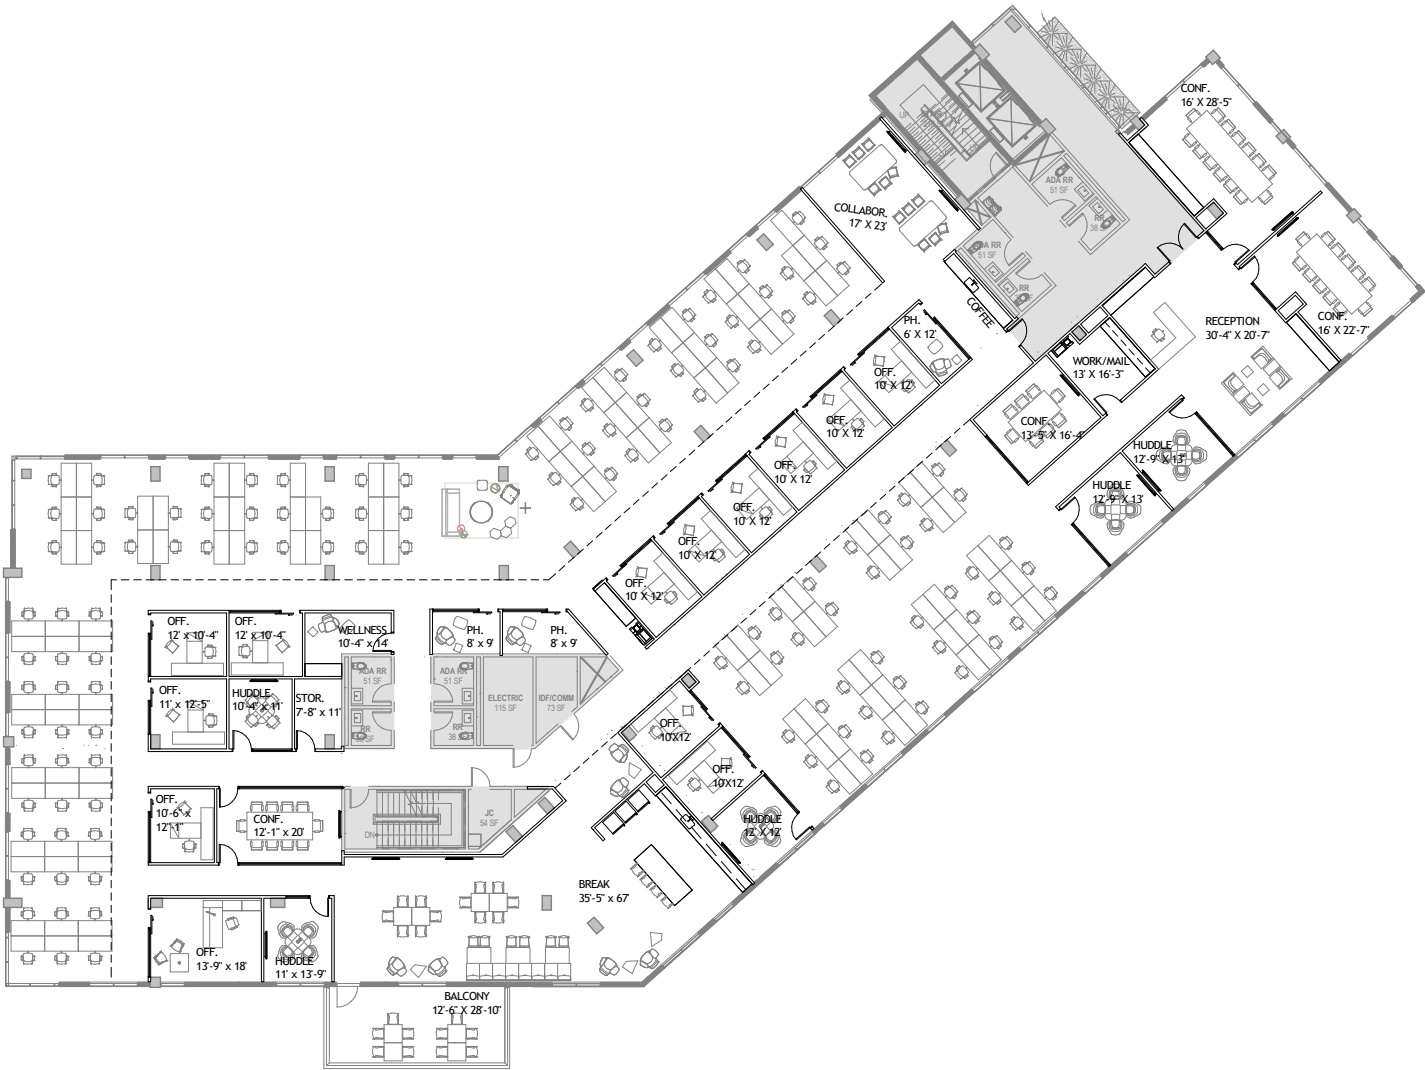 CONF.
16' X 28'-5"
UP
ADA RR
51 SF
RR
38 SF
COLLABOR.
17' X 23'
ADA RR
51 SF
RR
COFFEE
CONF.
16' X 22'-7"
RECEPTION
30'-4" X 20'-7"
PH.
6' X 12'
WORK/MAIL
13' X 16'-3"
OFF.
10' X 12'
OFF.
10' X 12'
CONF.
13'-5" X 16'-4"
HUDDLE
12'-9" X 13'
OFF.
10' X 12'
HUDDLE
12'-9" X 13'
OFF.
10' X 12'
OFF.
10' X 12'
OFF.
10' X 12'
OFF.
12' x 10'-4"
OFF.
12' x 10'-4"
WELLNESS
10'-4" x 14'
PH.
8' x 9'
PH.
8' x 9'
ADA RR
51 SF
ADA RR
51 SF
ELECTRIC
115 SF
IDF/COMM
73 SF
OFF.
11' x 12'-5"
HUDDLE
10'-4" x 11'
STOR.
7'-8" x 11'
RR
38 SF
RR
38 SF
OFF.
10'X12'
OFF.
10'X12'
OFF.
10'-6" x
12'-1"
CONF.
12'-1" x 20'
DN
JC
54 SF
HUDDLE
12' X 12'
BREAK
35'-5" x 67'
OFF.
13'-9" x 18'
HUDDLE
11' x 13'-9"
BALCONY
12'-6" X 28'-10"